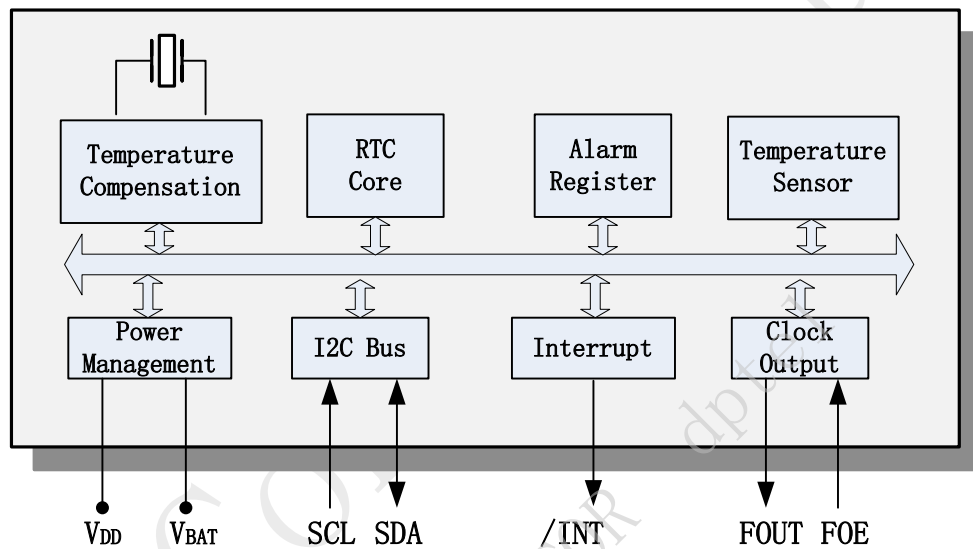 Temperature
Compensation
RTC
Core
Alarm
Register
Temperature
Sensor
Power
Management
I2C Bus
Interrupt
Clock
Output
VDD
VBAT
SCL SDA
/INT
FOUT FOE
dpter